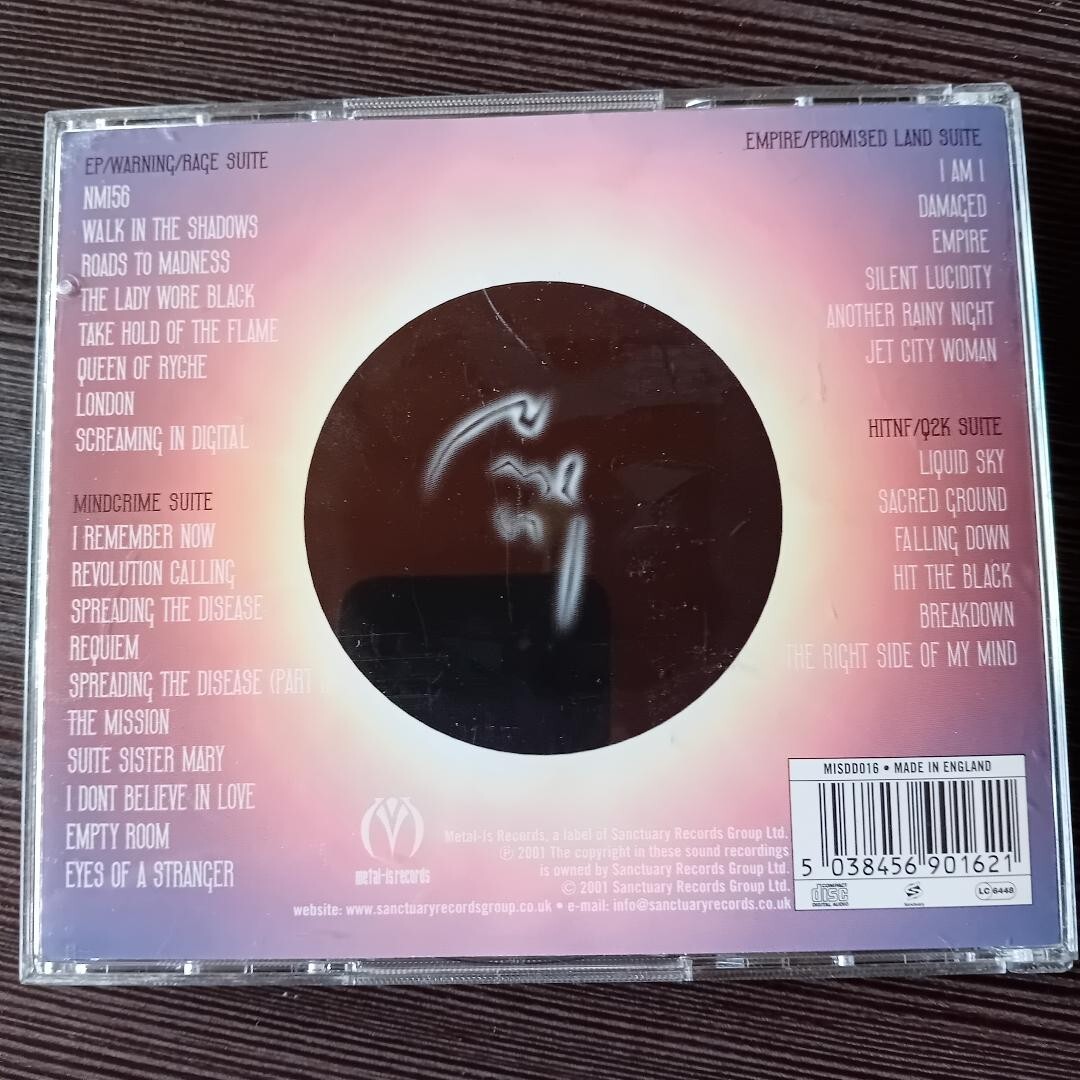 EP/WARNING/RAGE SUITE
NM156
WALK IN THE SHADOWS
ROADS TO MADNESS
THE LADY WORE BLACK
TAKE HOLD OF THE FLAME
QUEEN OF RYCHE
LONDON
SCREAMING IN DIGITAL
MINDCRIME SUITE
I REMEMBER NOW
REVOLUTION CALLING
SPREADING THE DISEASE
REQUIEM
SPREADING THE DISEASE (PART
THE MISSION
SUITE SISTER MARY
I DONT BELIEVE IN LOVE
EMPTY ROOM
EYES OF A STRANGER
EMPIRE/PROMISED LAND SUITE
I AM I
DAMAGED
EMPIRE
SILENT LUCIDITY
ANOTHER RAINY NIGHT
JET CITY WOMAN
HITNF/Q2K SUITE
LIQUID SKY
SACRED GROUND
FALLING DOWN
HIT THE BLACK
BREAKDOWN
THE RIGHT SIDE OF MY MIND
metal-is records
Metal-Is Records, a label of Sanctuary Records Group Ltd.
℗ 2001 The copyright in these sound recordings
is owned by Sanctuary Records Group Ltd.
© 2001 Sanctuary Records Group Ltd.
website: www.sanctuaryrecordsgroup.co.uk • e-mail: info@sanctuaryrecords.co.uk
MISDD016 • MADE IN ENGLAND
5 038456 901621
COMPACT disc DIGITAL AUDIO
Sanctuary
LC 6448